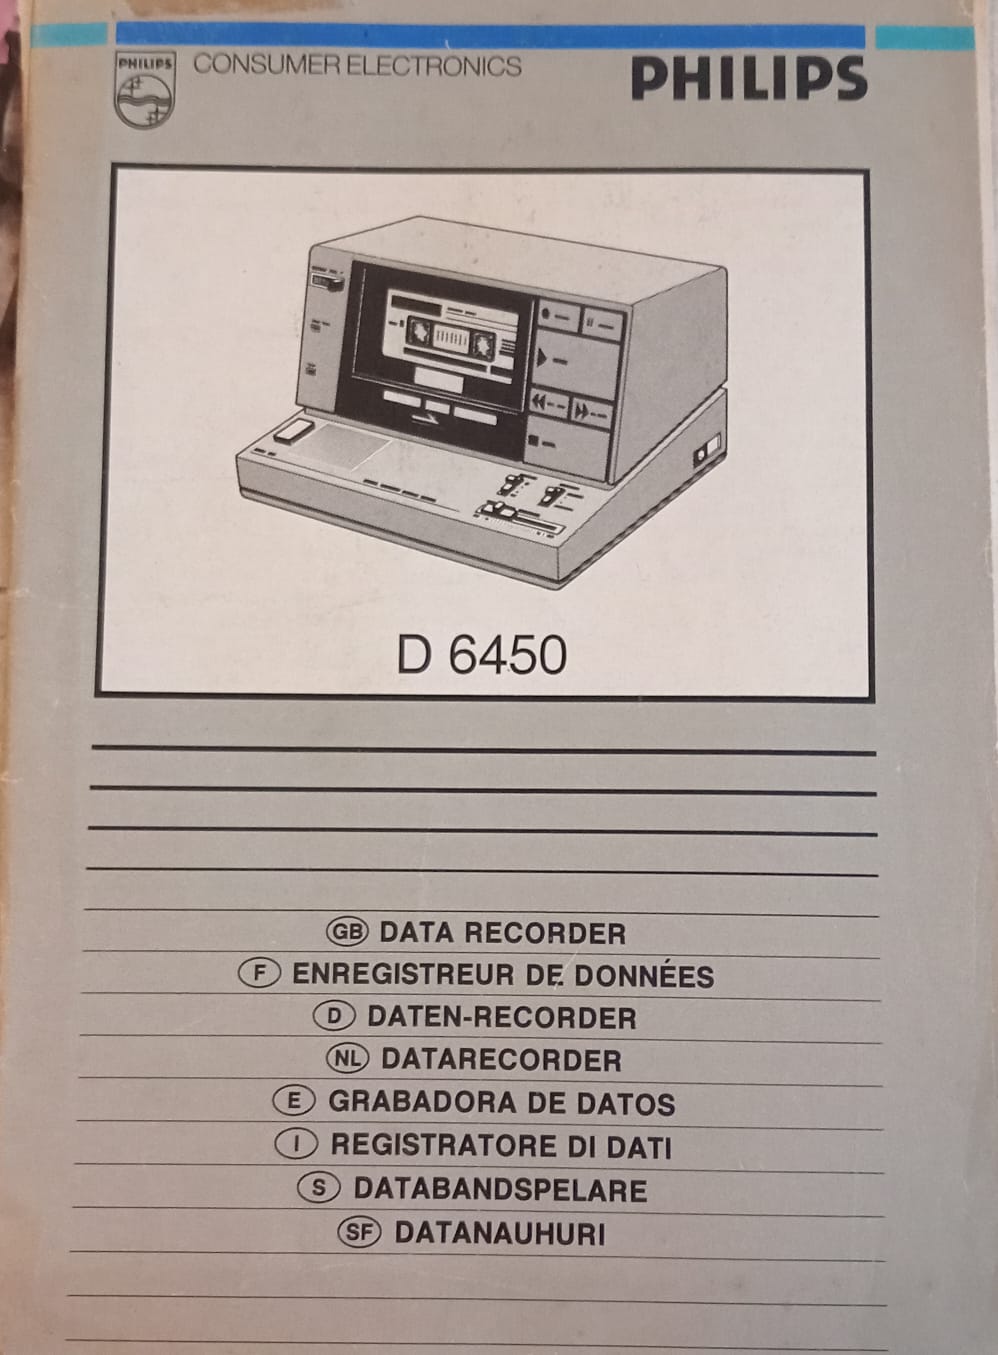 PHILIPS
CONSUMER ELECTRONICS
PHILIPS
D 6450
GB DATA RECORDER
F ENREGISTREUR DE DONNÉES
D DATEN-RECORDER
NL DATARECORDER
E GRABADORA DE DATOS
I REGISTRATORE DI DATI
S DATABANDSPELARE
SF DATANAUHURI